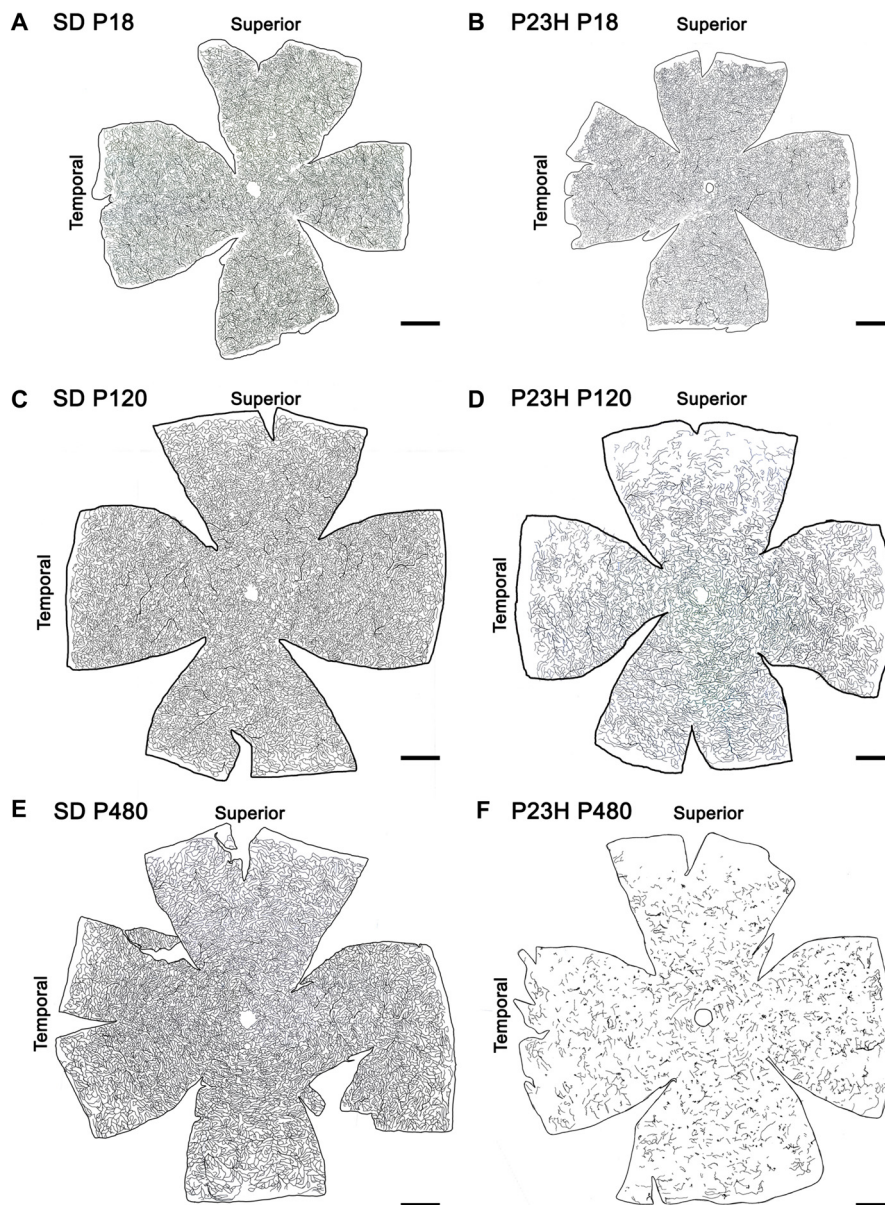 A SD P18 Superior
Temporal
B P23H P18 Superior
Temporal
C SD P120 Superior
Temporal
D P23H P120 Superior
Temporal
E SD P480 Superior
Temporal
F P23H P480 Superior
Temporal